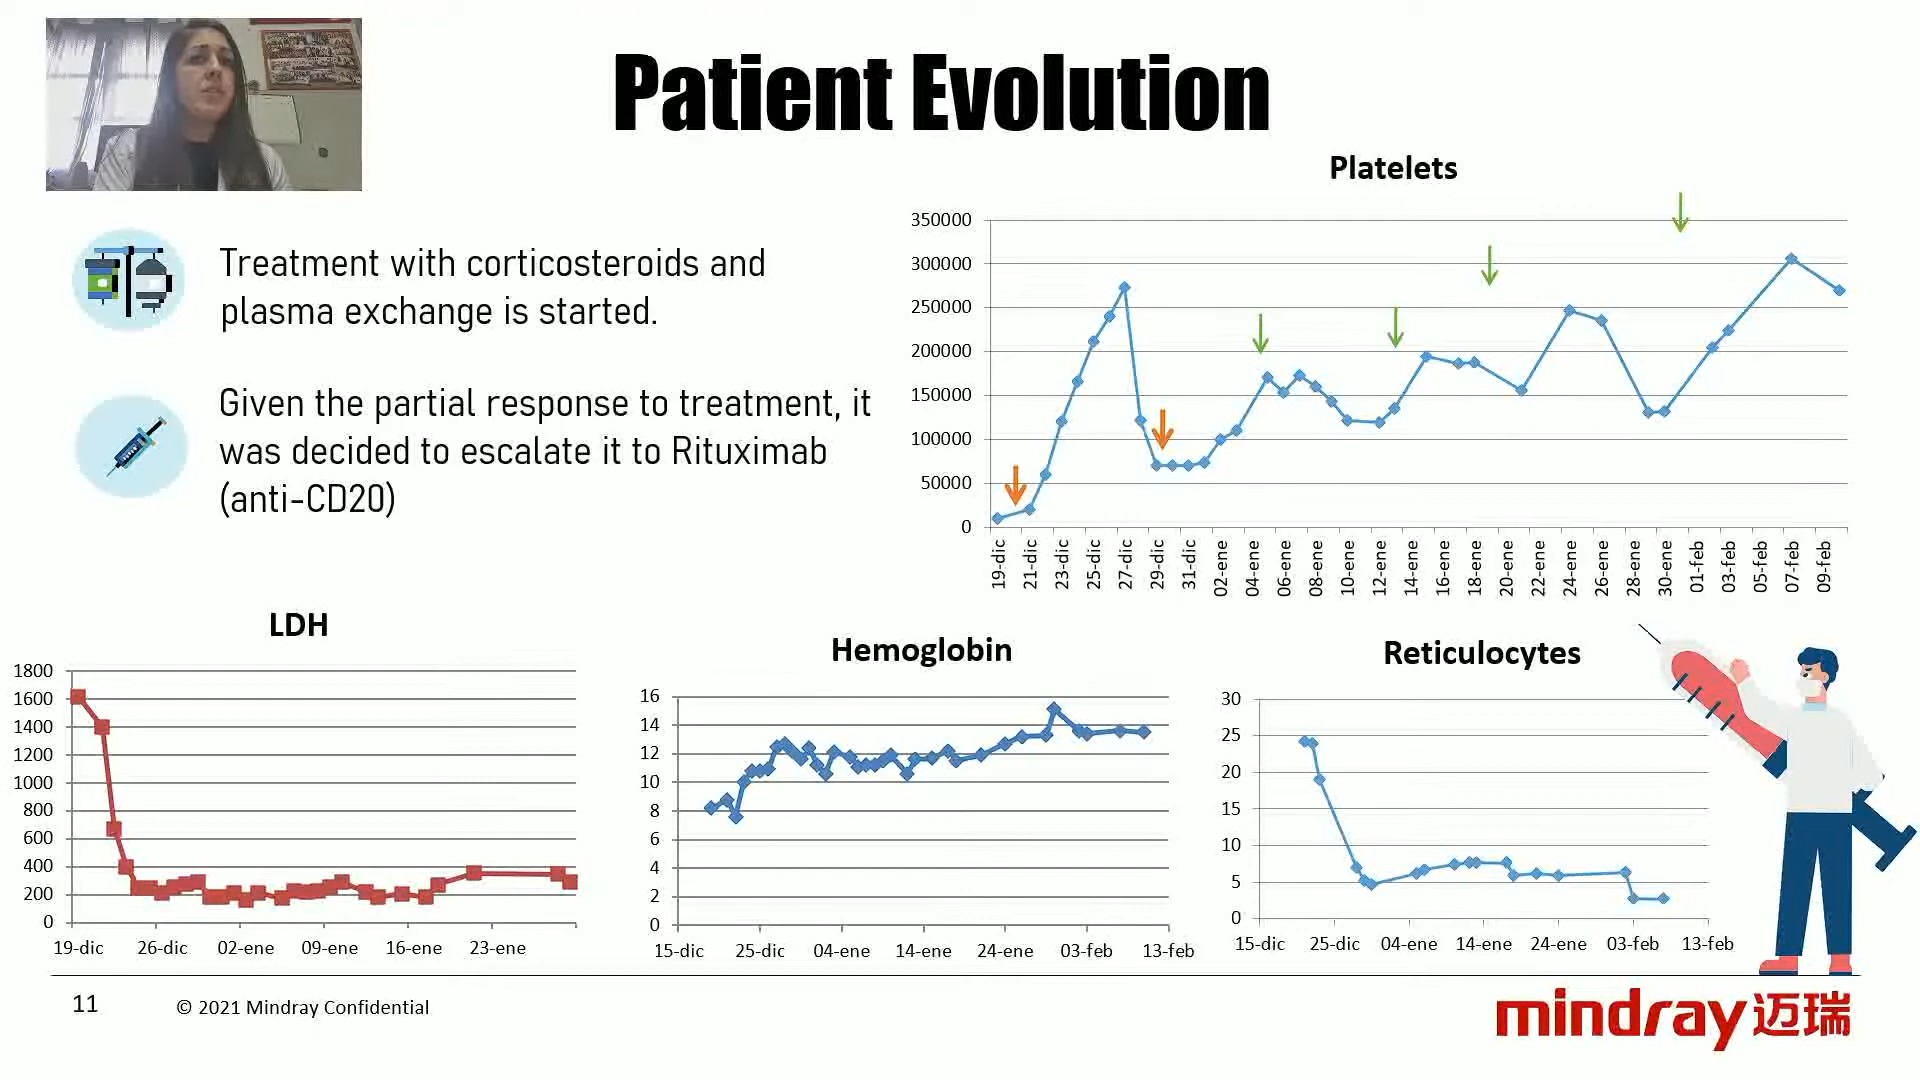 Patient Evolution
Treatment with corticosteroids and
plasma exchange is started.
Given the partial response to treatment, it
was decided to escalate it to Rituximab
(anti-CD20)
Platelets
350000
300000
250000
200000
150000
100000
50000
0
19-dic
21-dic
23-dic
25-dic
27-dic
29-dic
31-dic
02-ene
04-ene
06-ene
08-ene
10-ene
12-ene
14-ene
16-ene
18-ene
20-ene
22-ene
24-ene
26-ene
28-ene
30-ene
01-feb
03-feb
05-feb
07-feb
09-feb
LDH
1800
1600
1400
1200
1000
800
600
400
200
0
19-dic 26-dic 02-ene 09-ene 16-ene 23-ene
Hemoglobin
16
14
12
10
8
6
4
2
0
15-dic 25-dic 04-ene 14-ene 24-ene 03-feb 13-feb
Reticulocytes
30
25
20
15
10
5
0
15-dic 25-dic 04-ene 14-ene 24-ene 03-feb 13-feb
11
© 2021 Mindray Confidential
mindray迈瑞